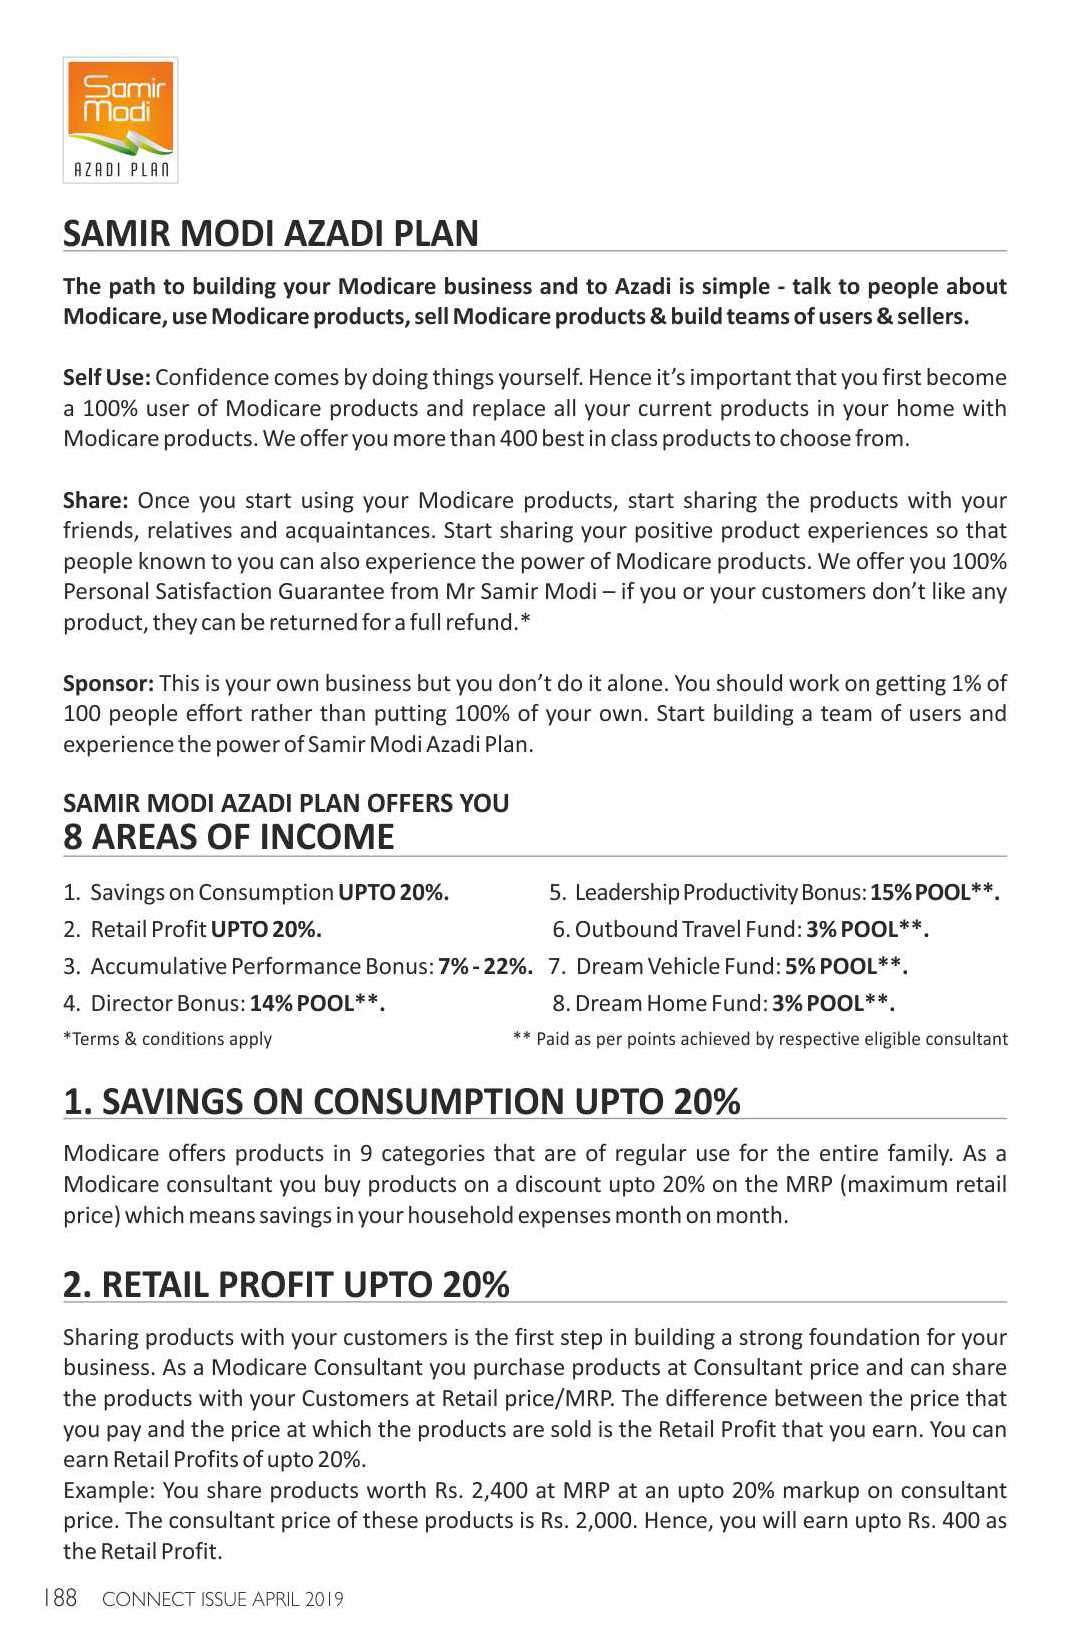 Samir
Modi
AZADI PLAN
SAMIR MODI AZADI PLAN
The path to building your Modicare business and to Azadi is simple - talk to people about
Modicare, use Modicare products, sell Modicare products & build teams of users & sellers.
Self Use: Confidence comes by doing things yourself. Hence it’s important that you first become
a 100% user of Modicare products and replace all your current products in your home with
Modicare products. We offer you more than 400 best in class products to choose from.
Share: Once you start using your Modicare products, start sharing the products with your
friends, relatives and acquaintances. Start sharing your positive product experiences so that
people known to you can also experience the power of Modicare products. We offer you 100%
Personal Satisfaction Guarantee from Mr Samir Modi – if you or your customers don’t like any
product, they can be returned for a full refund.*
Sponsor: This is your own business but you don’t do it alone. You should work on getting 1% of
100 people effort rather than putting 100% of your own. Start building a team of users and
experience the power of Samir Modi Azadi Plan.
SAMIR MODI AZADI PLAN OFFERS YOU
8 AREAS OF INCOME
1. Savings on Consumption UPTO 20%.
2. Retail Profit UPTO 20%.
3. Accumulative Performance Bonus: 7% - 22%.
4. Director Bonus: 14% POOL**.
5. Leadership Productivity Bonus: 15% POOL**.
6. Outbound Travel Fund: 3% POOL**.
7. Dream Vehicle Fund: 5% POOL**.
8. Dream Home Fund: 3% POOL**.
*Terms & conditions apply
** Paid as per points achieved by respective eligible consultant
1. SAVINGS ON CONSUMPTION UPTO 20%
Modicare offers products in 9 categories that are of regular use for the entire family. As a
Modicare consultant you buy products on a discount upto 20% on the MRP (maximum retail
price) which means savings in your household expenses month on month.
2. RETAIL PROFIT UPTO 20%
Sharing products with your customers is the first step in building a strong foundation for your
business. As a Modicare Consultant you purchase products at Consultant price and can share
the products with your Customers at Retail price/MRP. The difference between the price that
you pay and the price at which the products are sold is the Retail Profit that you earn. You can
earn Retail Profits of upto 20%.
Example: You share products worth Rs. 2,400 at MRP at an upto 20% markup on consultant
price. The consultant price of these products is Rs. 2,000. Hence, you will earn upto Rs. 400 as
the Retail Profit.
188 CONNECT ISSUE APRIL 2019